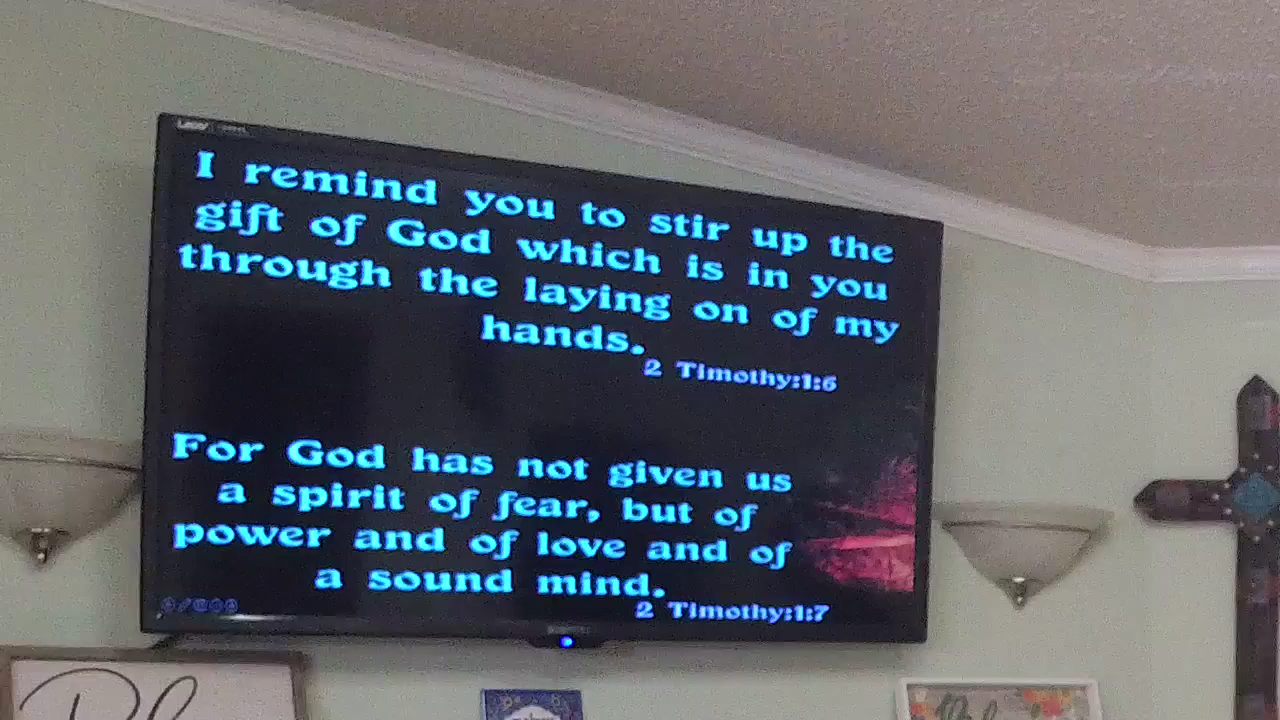 I remind you to stir up the
gift of God which is in you
through the laying on of my
hands.
2 Timothy:1:6
For God has not given us
a spirit of fear, but of
power and of love and of
a sound mind.
2 Timothy:1:7